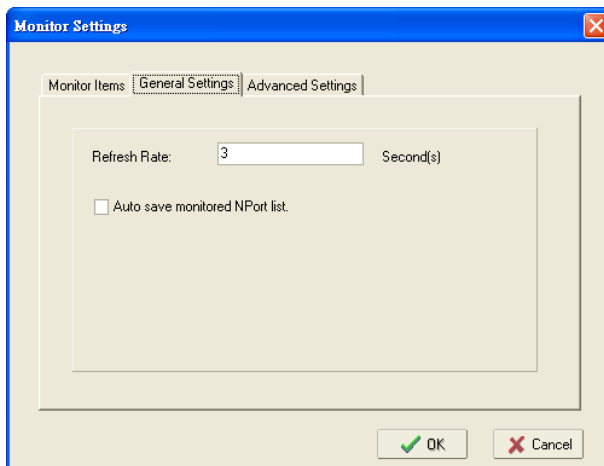 Monitor Settings
Monitor Items General Settings Advanced Settings
Refresh Rate: 3 Second(s)
Auto save monitored NPort list.
OK Cancel